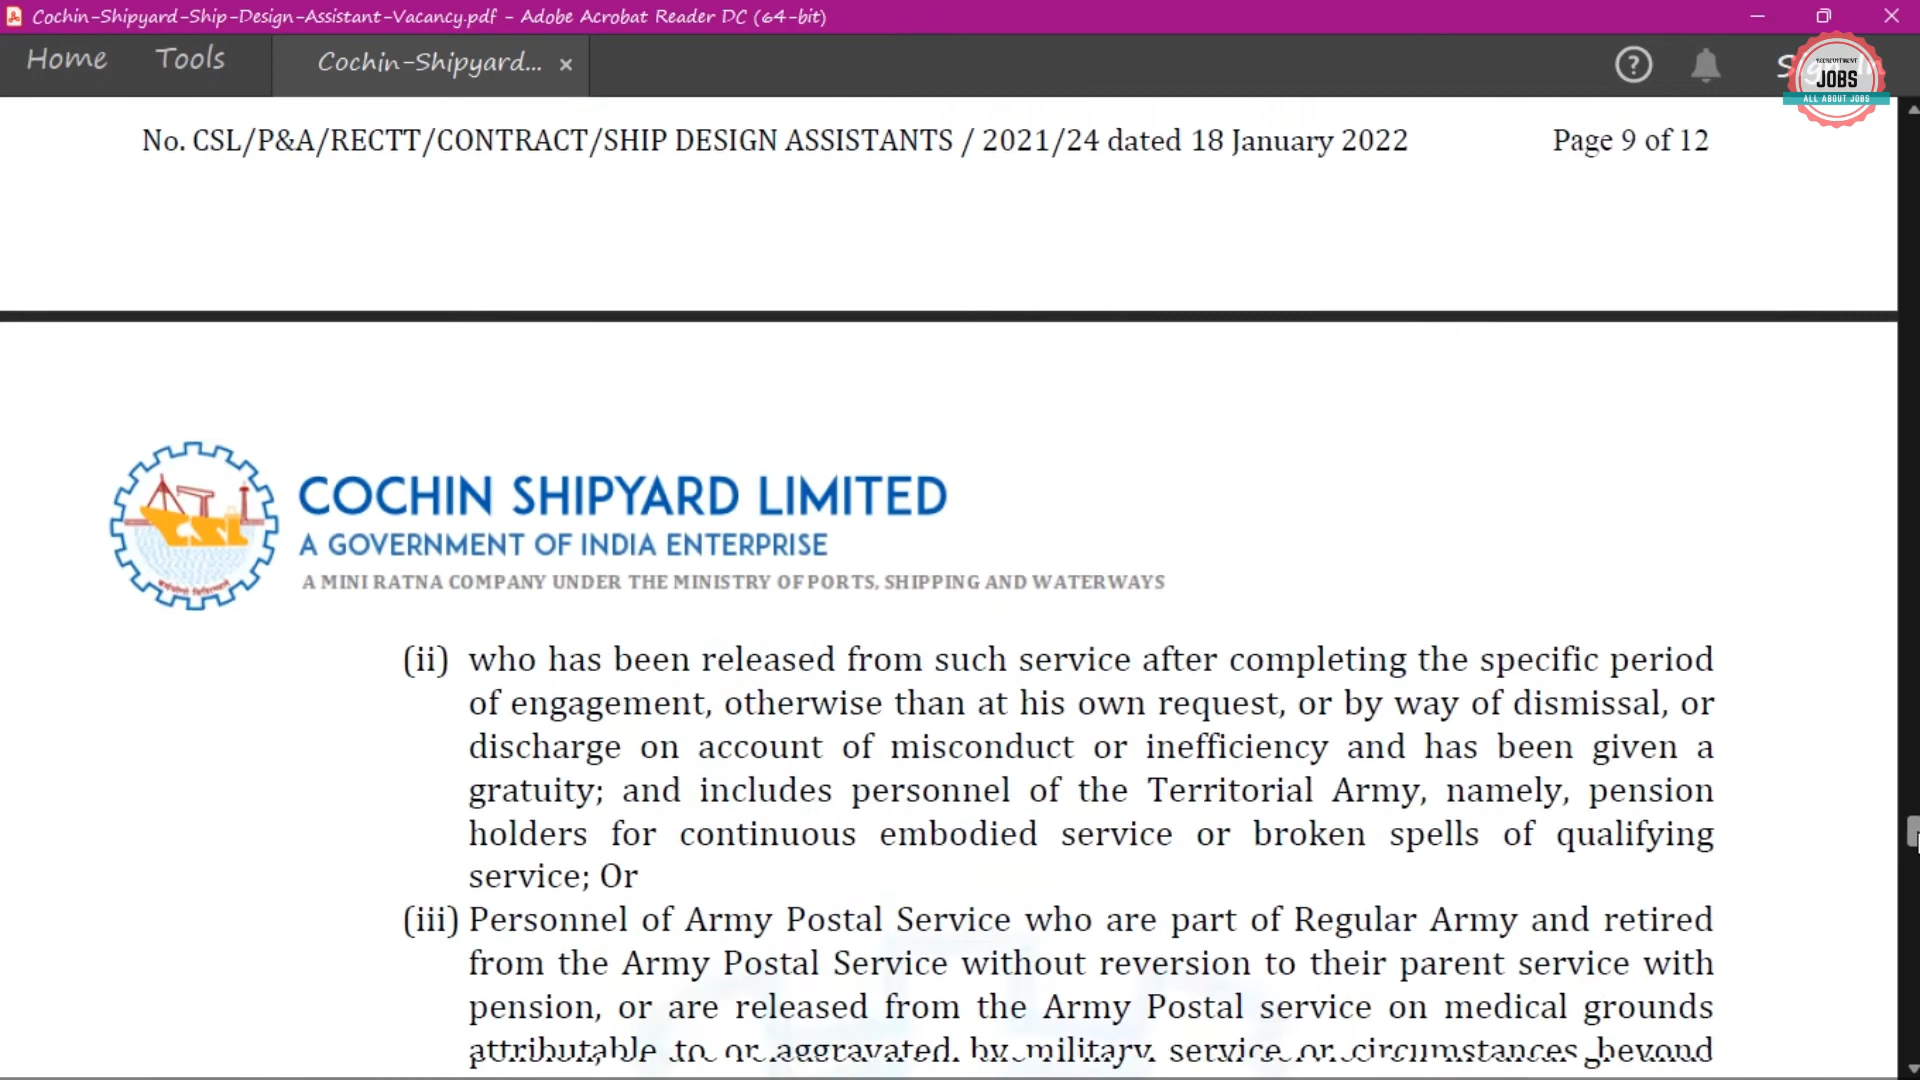 Cochin-Shipyard-Ship-Design-Assistant-Vacancy.pdf - Adobe Acrobat Reader DC (64-bit)
Home Tools Cochin-Shipyard... ×
RECRUITMENT
JOBS
ALL ABOUT JOBS
No. CSL/P&A/RECTT/CONTRACT/SHIP DESIGN ASSISTANTS / 2021/24 dated 18 January 2022 Page 9 of 12
COCHIN SHIPYARD LIMITED
A GOVERNMENT OF INDIA ENTERPRISE
A MINI RATNA COMPANY UNDER THE MINISTRY OF PORTS, SHIPPING AND WATERWAYS
(ii) who has been released from such service after completing the specific period
of engagement, otherwise than at his own request, or by way of dismissal, or
discharge on account of misconduct or inefficiency and has been given a
gratuity; and includes personnel of the Territorial Army, namely, pension
holders for continuous embodied service or broken spells of qualifying
service; Or
(iii) Personnel of Army Postal Service who are part of Regular Army and retired
from the Army Postal Service without reversion to their parent service with
pension, or are released from the Army Postal service on medical grounds
attributable to or aggravated by military service or circumstances beyond